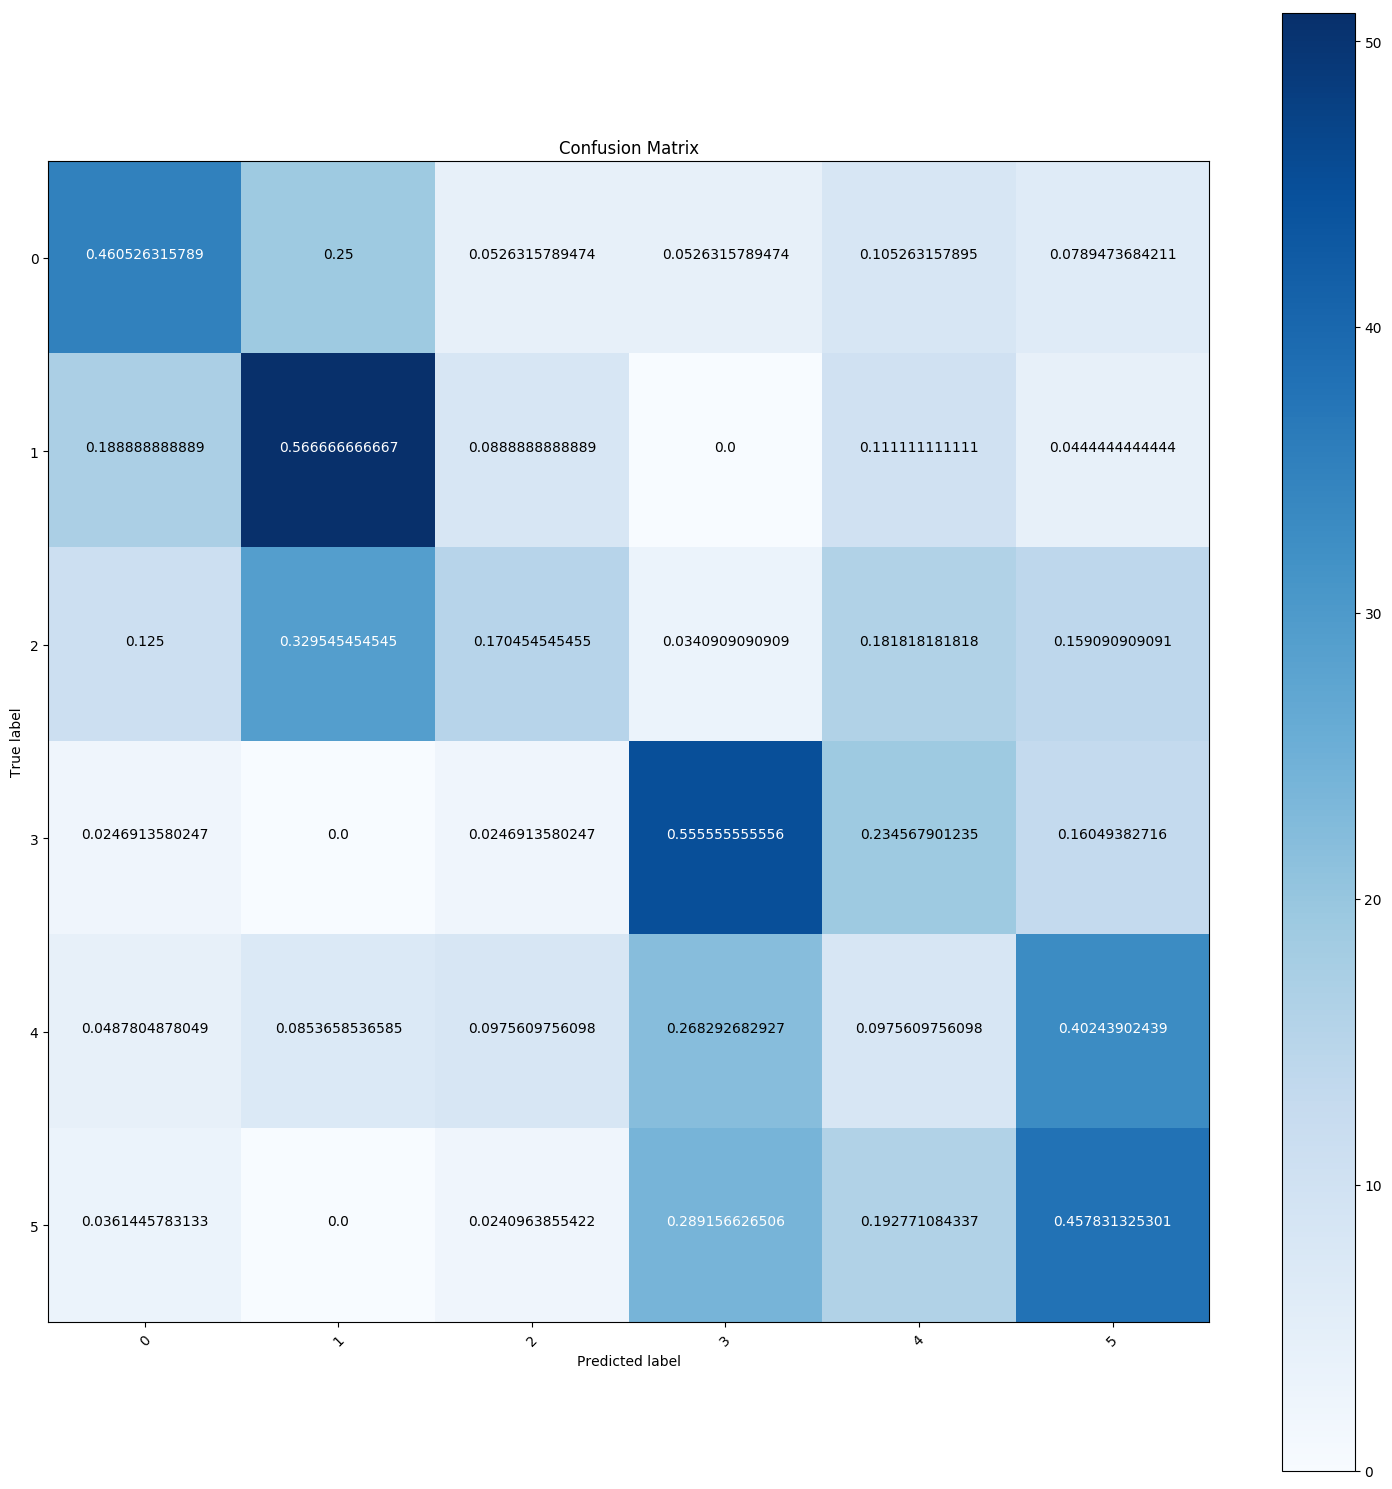 Confusion Matrix
0 0.460526315789 0.25 0.0526315789474 0.0526315789474 0.105263157895 0.0789473684211
1 0.188888888889 0.566666666667 0.0888888888889 0.0 0.111111111111 0.0444444444444
2 0.125 0.329545454545 0.170454545455 0.0340909090909 0.181818181818 0.159090909091
3 0.0246913580247 0.0 0.0246913580247 0.555555555556 0.234567901235 0.16049382716
4 0.0487804878049 0.0853658536585 0.0975609756098 0.268292682927 0.0975609756098 0.40243902439
5 0.0361445783133 0.0 0.0240963855422 0.289156626506 0.192771084337 0.457831325301
True label
0 1 2 3 4 5
Predicted label
50
40
30
20
10
0